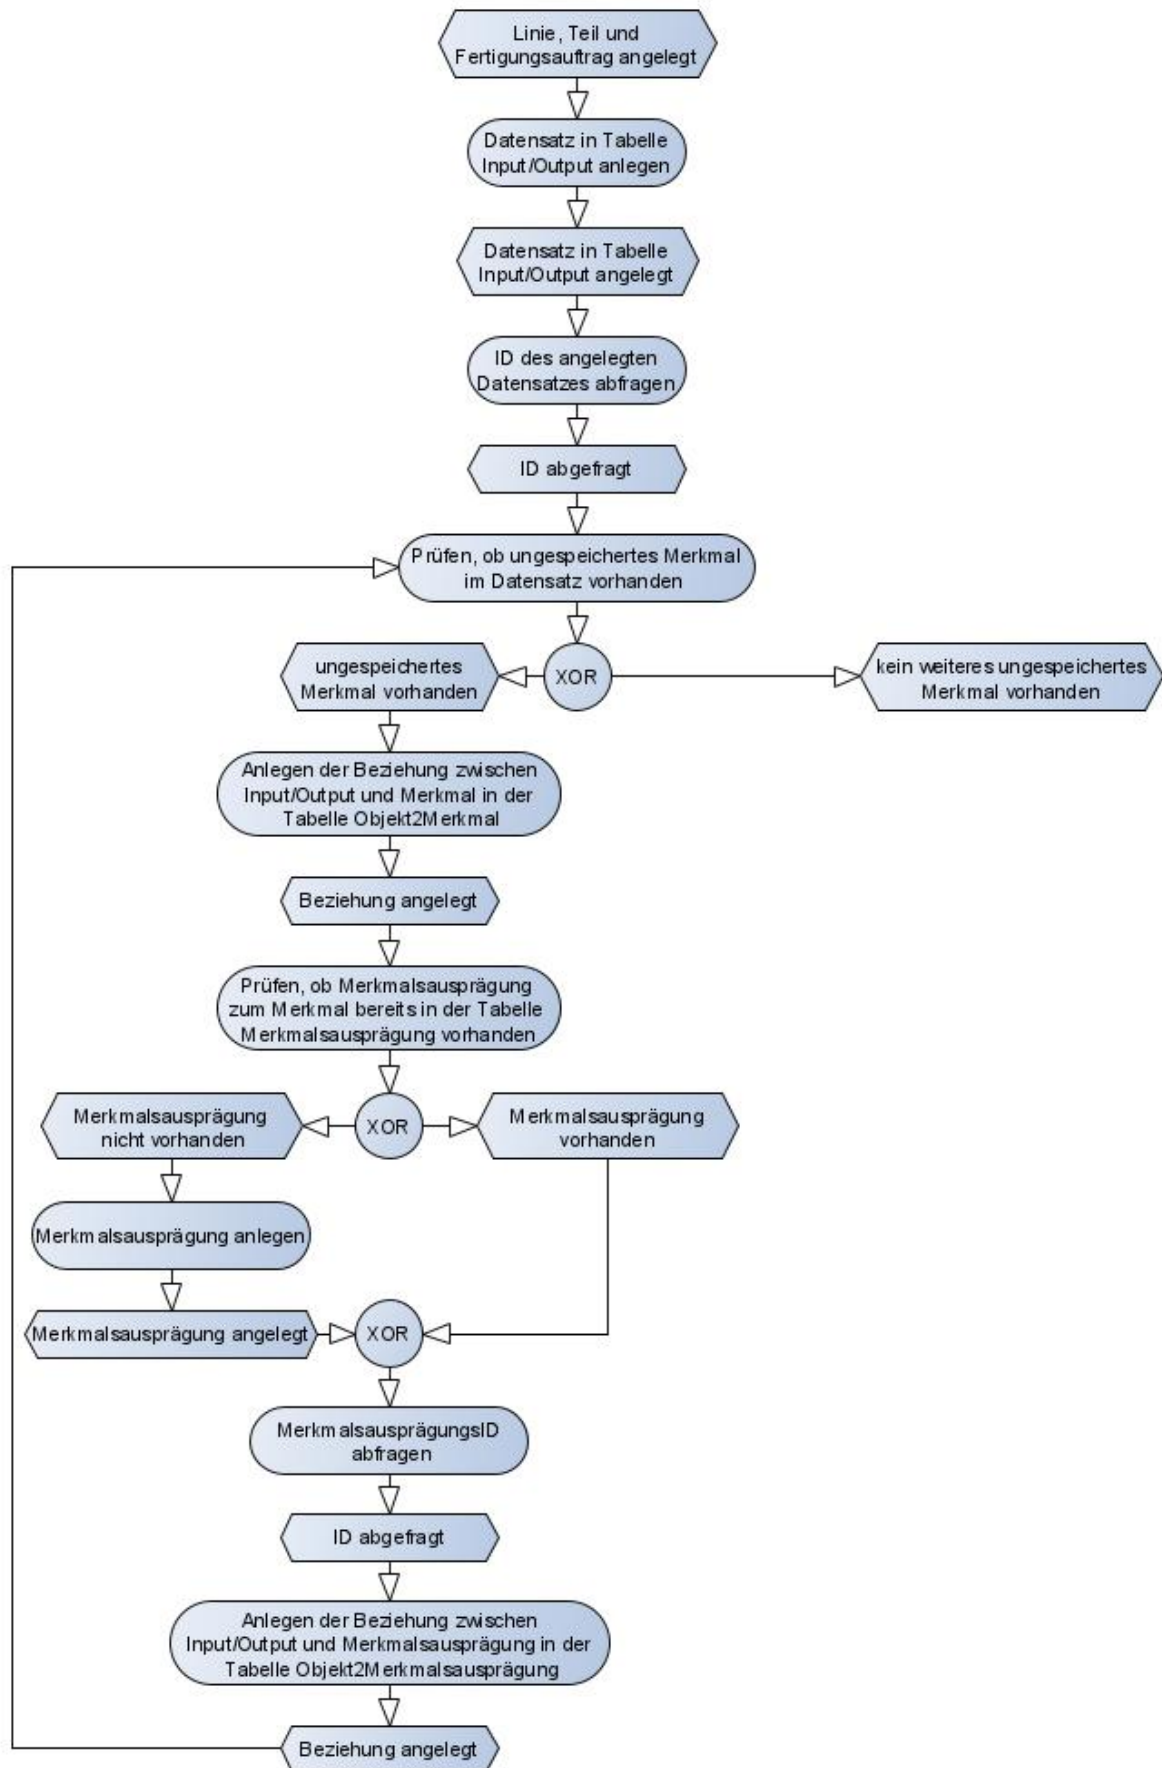 Linie, Teil und
Fertigungsauftrag angelegt
Datensatz in Tabelle
Input/Output anlegen
Datensatz in Tabelle
Input/Output angelegt
ID des angelegten
Datensatzes abfragen
ID abgefragt
Prüfen, ob ungespeichertes Merkmal
im Datensatz vorhanden
ungespeichertes
Merkmal vorhanden
XOR
kein weiteres ungespeichertes
Merkmal vorhanden
Anlegen der Beziehung zwischen
Input/Output und Merkmal in der
Tabelle Objekt2Merkmal
Beziehung angelegt
Prüfen, ob Merkmalsausprägung
zum Merkmal bereits in der Tabelle
Merkmalsausprägung vorhanden
Merkmalsausprägung
nicht vorhanden
XOR
Merkmalsausprägung
vorhanden
Merkmalsausprägung anlegen
Merkmalsausprägung angelegt
XOR
MerkmalsausprägungsID
abfragen
ID abgefragt
Anlegen der Beziehung zwischen
Input/Output und Merkmalsausprägung in der
Tabelle Objekt2Merkmalsausprägung
Beziehung angelegt